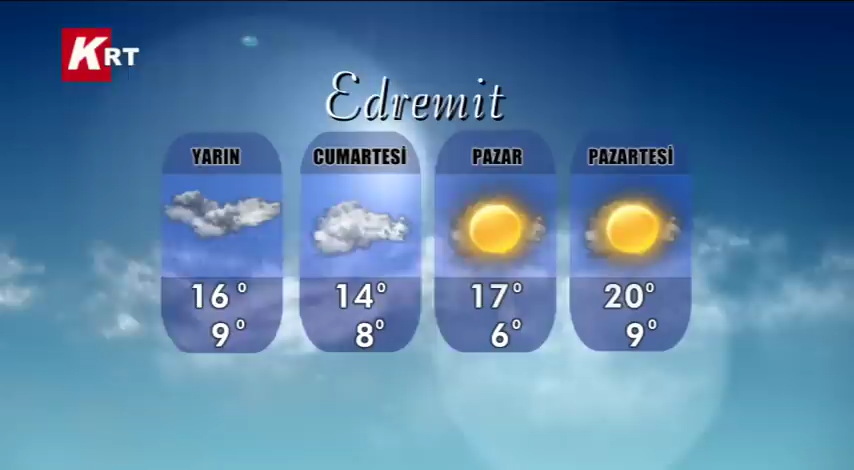 KRT
Edremit
YARIN
CUMARTESİ
PAZAR
PAZARTESİ
16°
14°
17°
20°
9°
8°
6°
9°